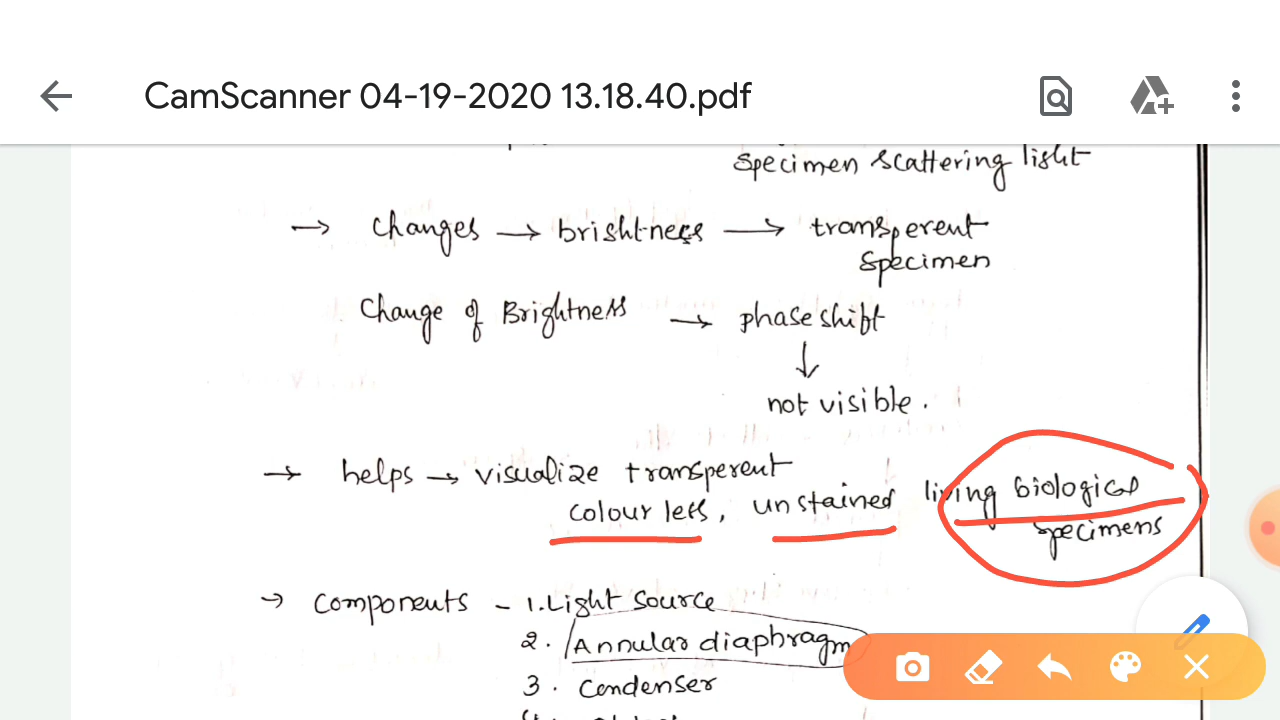 CamScanner 04-19-2020 13.18.40.pdf
specimen scattering light
→ changes → brightness → transperent
specimen
Change of Brightness → phase shift
↓
not visible.
→ helps → visualize transperent
colour less, unstained living biological
specimens
→ components - 1. Light source
2. Annular diaphragm
3. Condenser